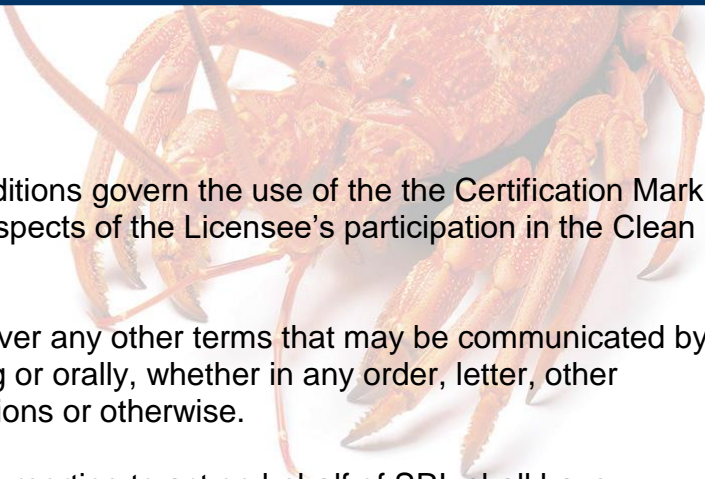 ditions govern the use of the the Certification Mark
spects of the Licensee's participation in the Clean
ver any other terms that may be communicated by
g or orally, whether in any order, letter, other
ions or otherwise.